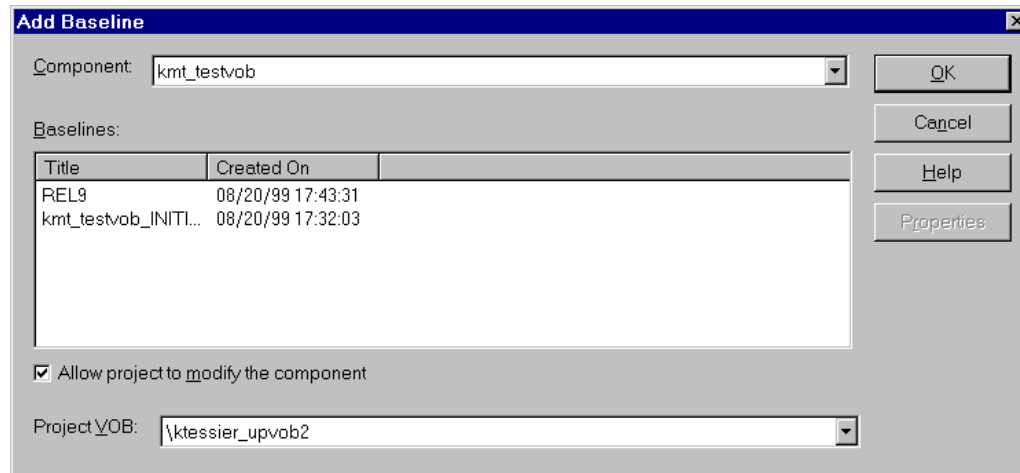 Add Baseline
Component: kmt_testvob
OK
Baselines:
Cancel
Title Created On
Help
REL9 08/20/99 17:43:31
kmt_testvob_INITI... 08/20/99 17:32:03
Properties
Allow project to modify the component
Project VOB: \ktessier_upvob2